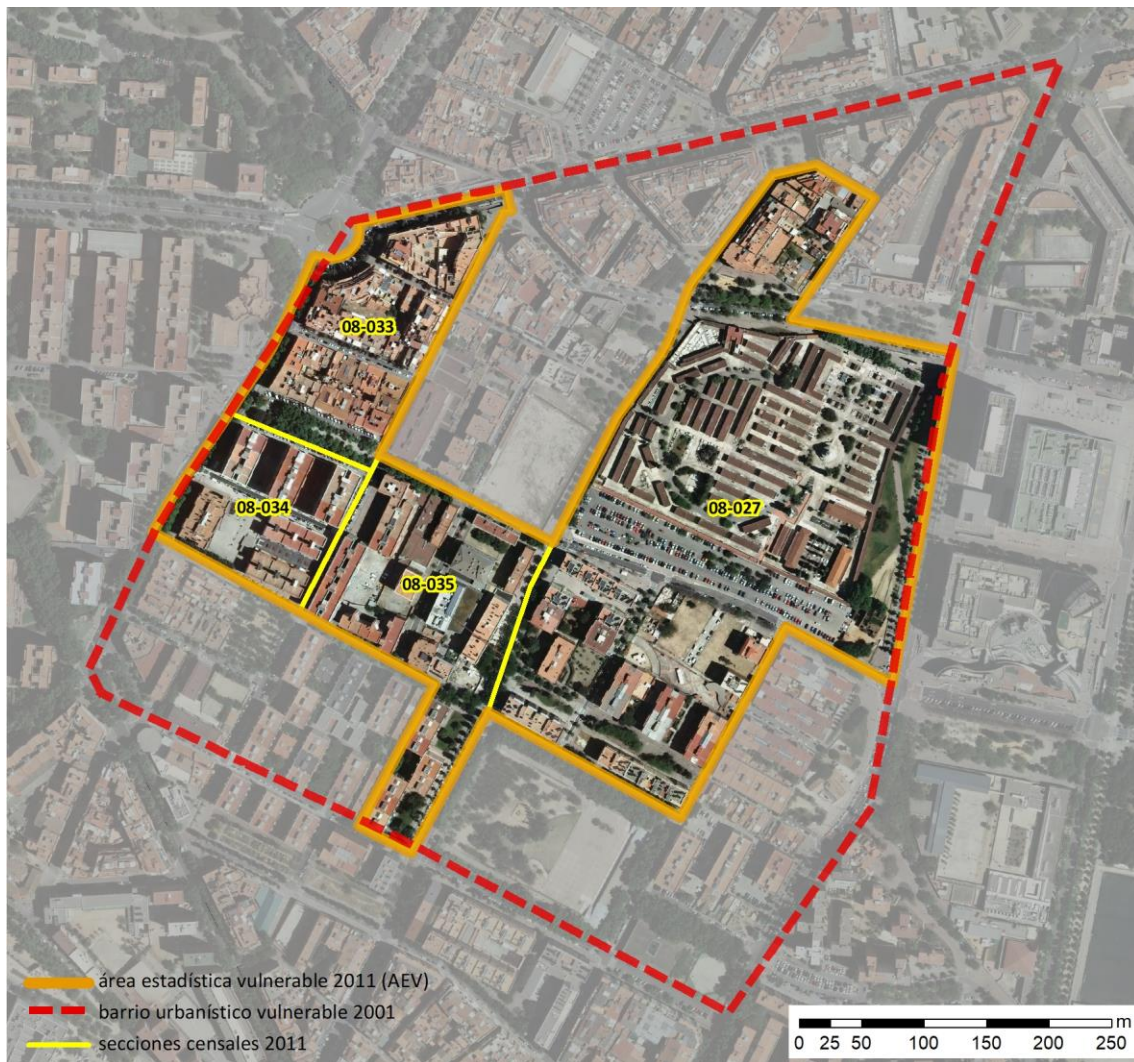 08-033
08-034
08-027
08-035
área estadística vulnerable 2011 (AEV)
barrio urbanístico vulnerable 2001
secciones censales 2011
m
0 25 50 100 150 200 250